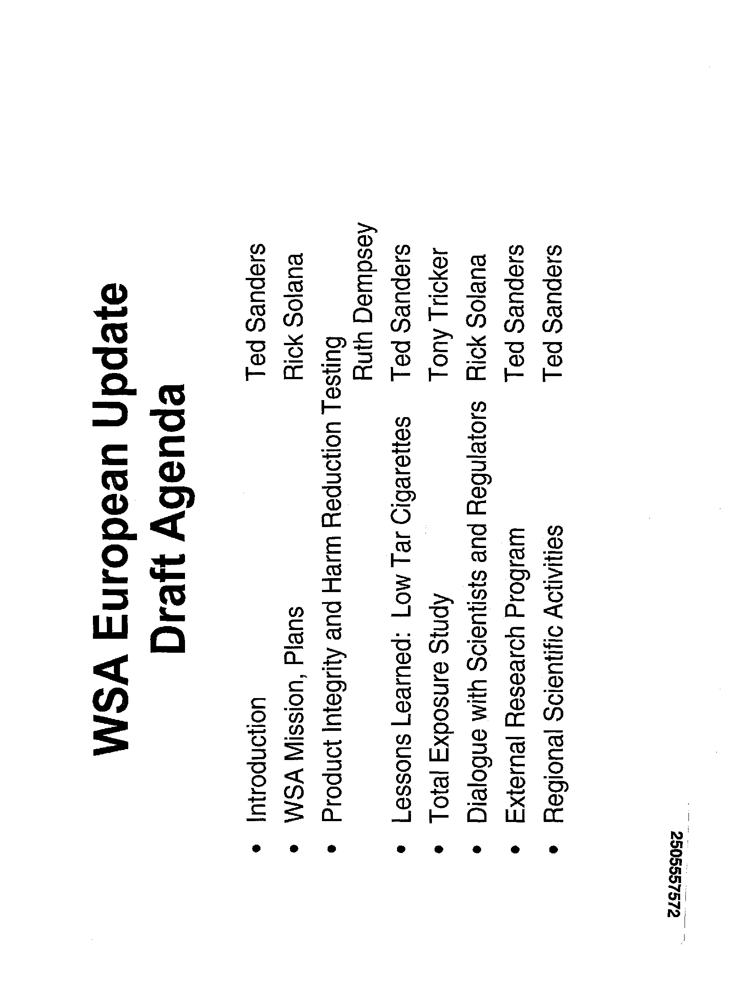 WSA European Update
Draft Agenda
• Introduction Ted Sanders
• WSA Mission, Plans Rick Solana
• Product Integrity and Harm Reduction Testing
Ruth Dempsey
• Lessons Learned: Low Tar Cigarettes Ted Sanders
• Total Exposure Study Tony Tricker
• Dialogue with Scientists and Regulators Rick Solana
• External Research Program Ted Sanders
• Regional Scientific Activities Ted Sanders
2505557572